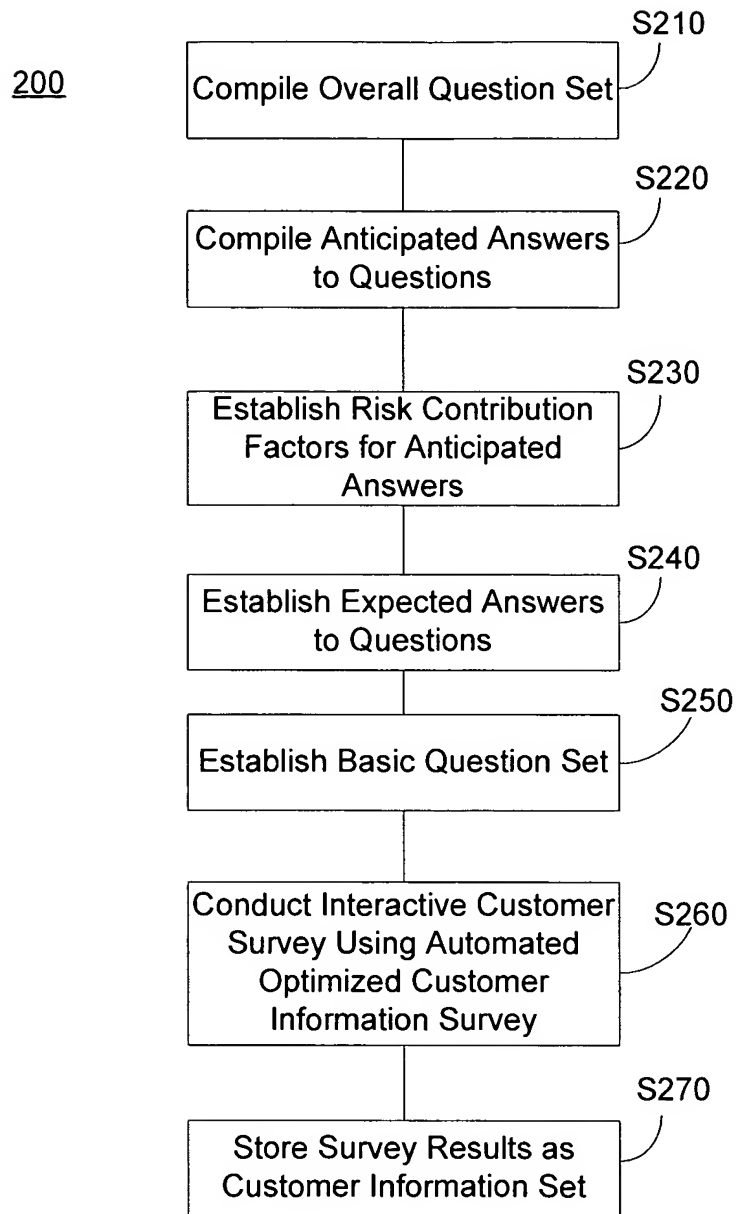 S210
200
Compile Overall Question Set
S220
Compile Anticipated Answers
to Questions
S230
Establish Risk Contribution
Factors for Anticipated
Answers
S240
Establish Expected Answers
to Questions
S250
Establish Basic Question Set
S260
Conduct Interactive Customer
Survey Using Automated
Optimized Customer
Information Survey
S270
Store Survey Results as
Customer Information Set